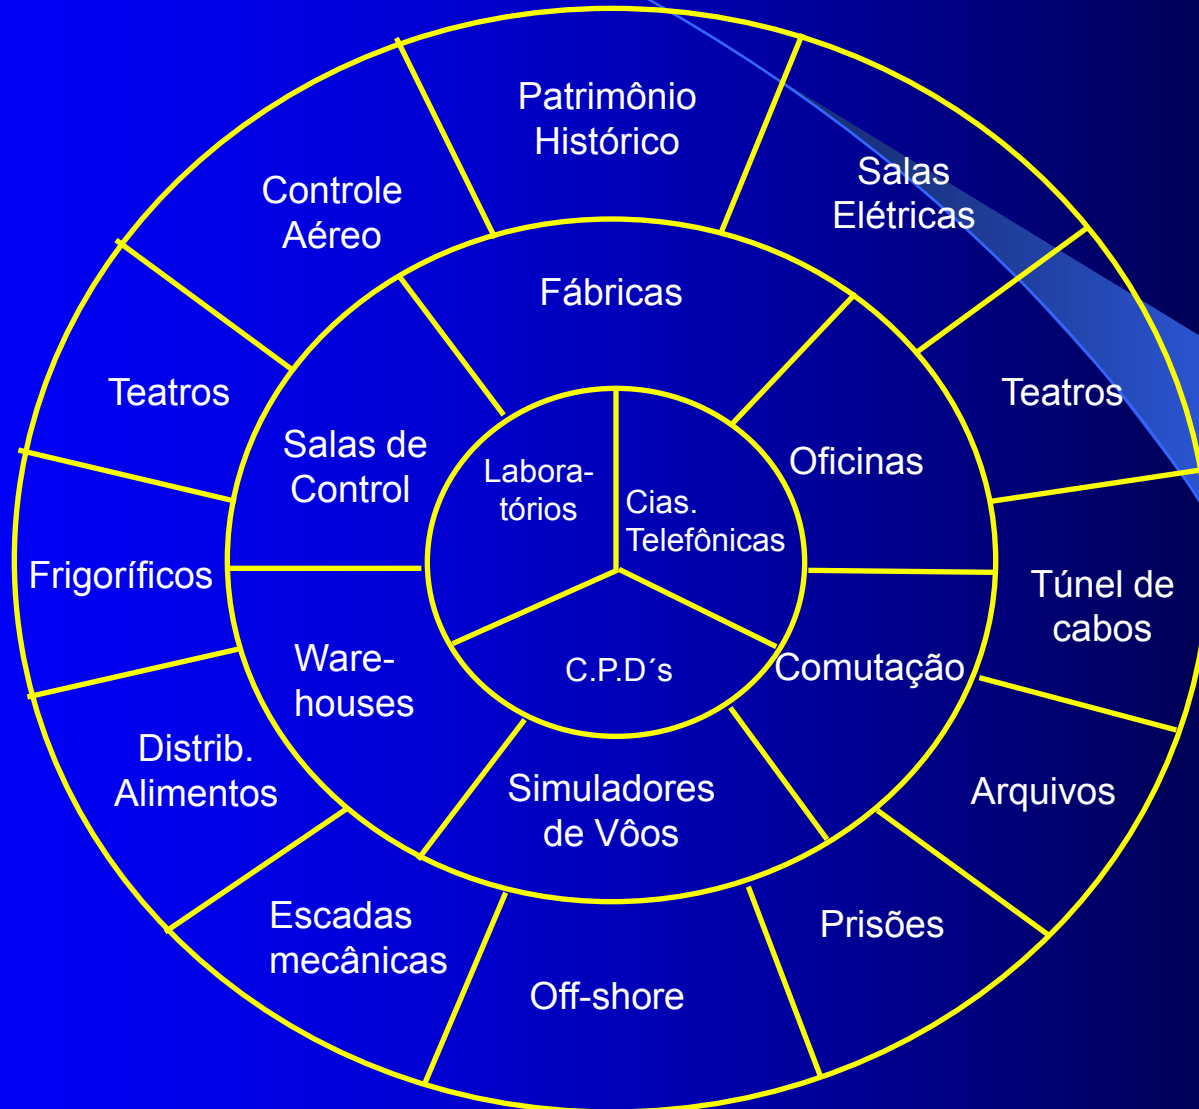 Patrimônio
Histórico
Controle
Aéreo
Salas
Elétricas
Fábricas
Teatros
Teatros
Salas de
Control
Oficinas
Labora-
tórios
Cias.
Telefônicas
Frigoríficos
Túnel de
cabos
Ware-
houses
C.P.D´s
Comutação
Distrib.
Alimentos
Simuladores
de Vôos
Arquivos
Escadas
mecânicas
Prisões
Off-shore